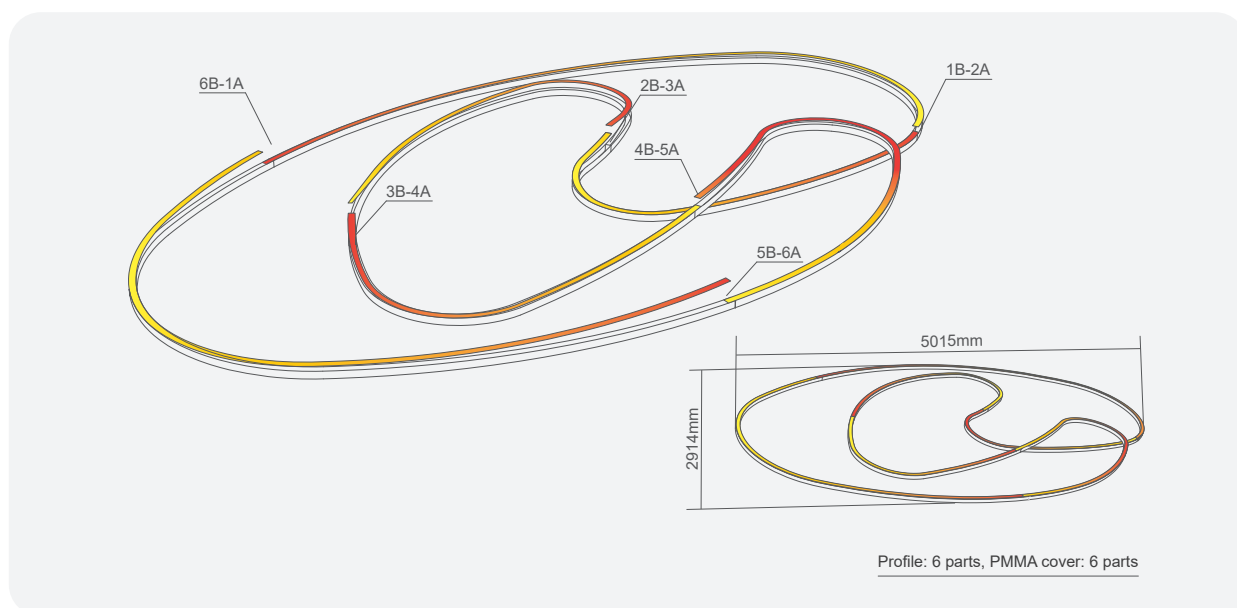 1B-2A
6B-1A
2B-3A
4B-5A
3B-4A
5B-6A
5015mm
2914mm
Profile: 6 parts, PMMA cover: 6 parts